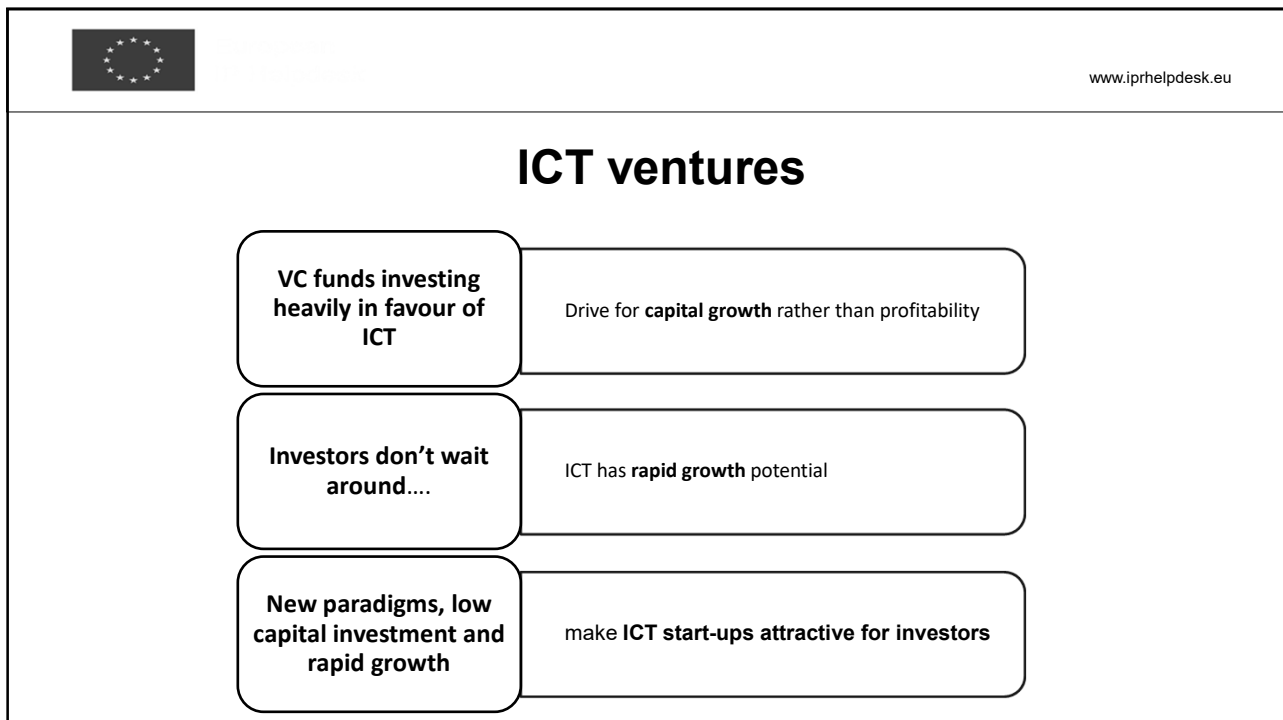 www.iprhelpdesk.eu
ICT ventures
VC funds investing
heavily in favour of
ICT
Drive for capital growth rather than profitability
Investors don’t wait
around….
ICT has rapid growth potential
New paradigms, low
capital investment and
rapid growth
make ICT start-ups attractive for investors